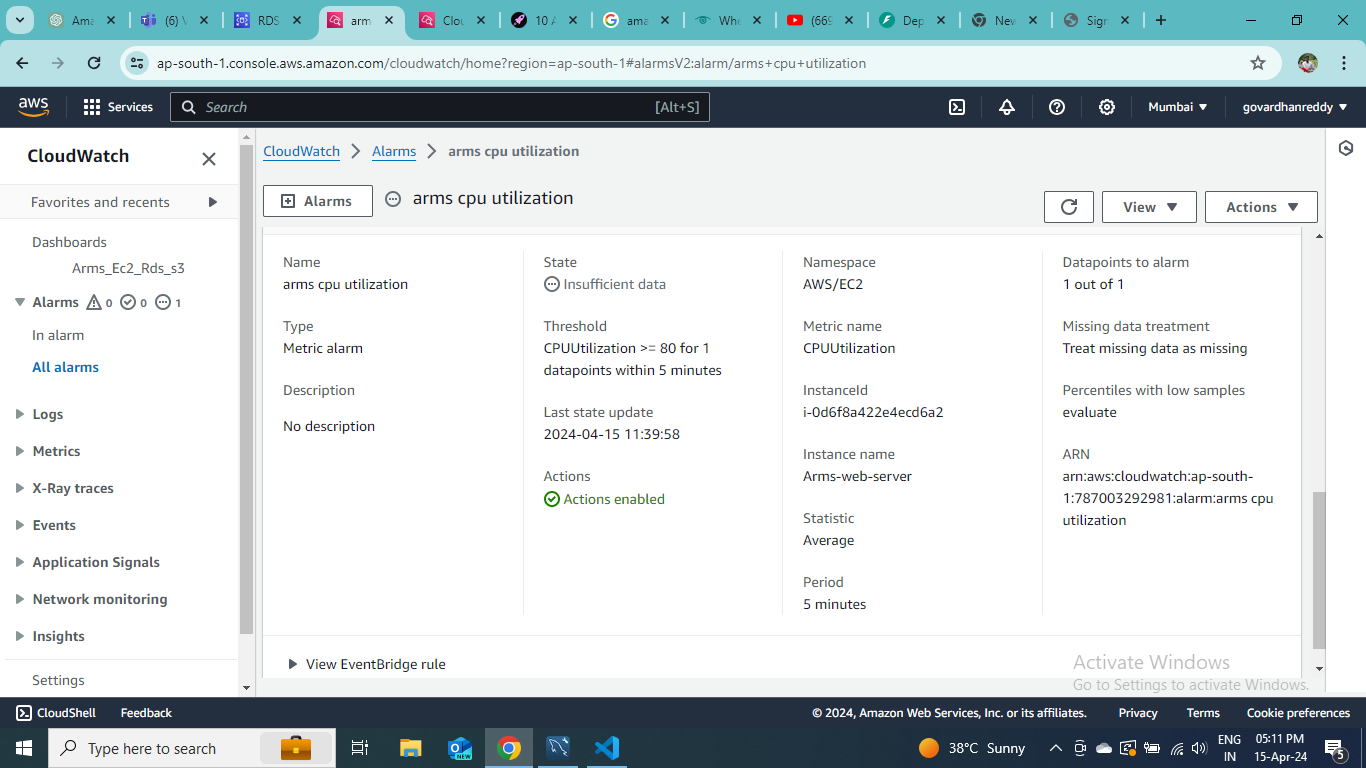 Ama
(6) V
RDS
arm
Clou
10 A
ama
Whe
(669
Dep
New
Sign
ap-south-1.console.aws.amazon.com/cloudwatch/home?region=ap-south-1#alarmsV2:alarm/arms+cpu+utilization
aws
Services
Search
[Alt+S]
Mumbai
govardhanreddy
CloudWatch
Favorites and recents
Dashboards
Arms_Ec2_Rds_s3
Alarms 0 0 1
In alarm
All alarms
Logs
Metrics
X-Ray traces
Events
Application Signals
Network monitoring
Insights
Settings
CloudWatch > Alarms > arms cpu utilization
Alarms
arms cpu utilization
View
Actions
Name
arms cpu utilization
Type
Metric alarm
Description
No description
State
Insufficient data
Threshold
CPUUtilization >= 80 for 1
datapoints within 5 minutes
Last state update
2024-04-15 11:39:58
Actions
Actions enabled
Namespace
AWS/EC2
Metric name
CPUUtilization
InstanceId
i-0d6f8a422e4ecd6a2
Instance name
Arms-web-server
Statistic
Average
Period
5 minutes
Datapoints to alarm
1 out of 1
Missing data treatment
Treat missing data as missing
Percentiles with low samples
evaluate
ARN
arn:aws:cloudwatch:ap-south-
1:787003292981:alarm:arms cpu
utilization
View EventBridge rule
Activate Windows
Go to Settings to activate Windows.
CloudShell
Feedback
© 2024, Amazon Web Services, Inc. or its affiliates.
Privacy
Terms
Cookie preferences
Type here to search
NEW
38°C Sunny
ENG
IN
05:11 PM
15-Apr-24
5